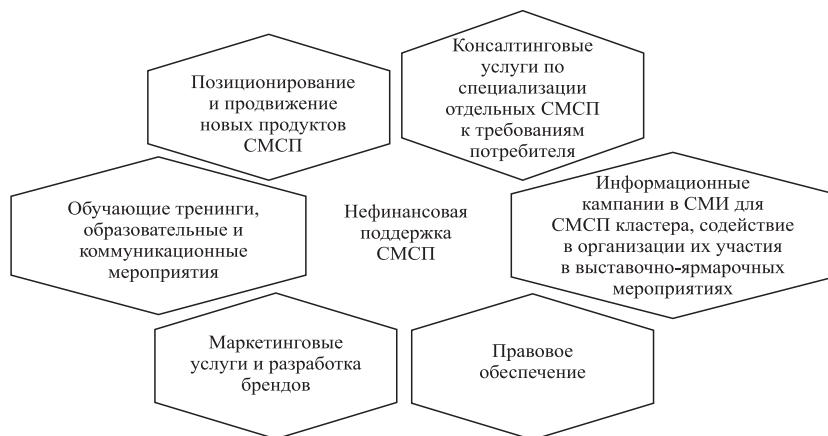 Позиционирование
и продвижение
новых продуктов
СМСП
Консалтинговые
услуги по
специализации
отдельных СМСП
к требованиям
потребителя
Обучающие тренинги,
образовательные и
коммуникационные
мероприятия
Нефинансовая
поддержка
СМСП
Информационные
кампании в СМИ для
СМСП кластера, содействие
в организации их участия
в выставочно-ярмарочных
мероприятиях
Маркетинговые
услуги и разработка
брендов
Правовое
обеспечение